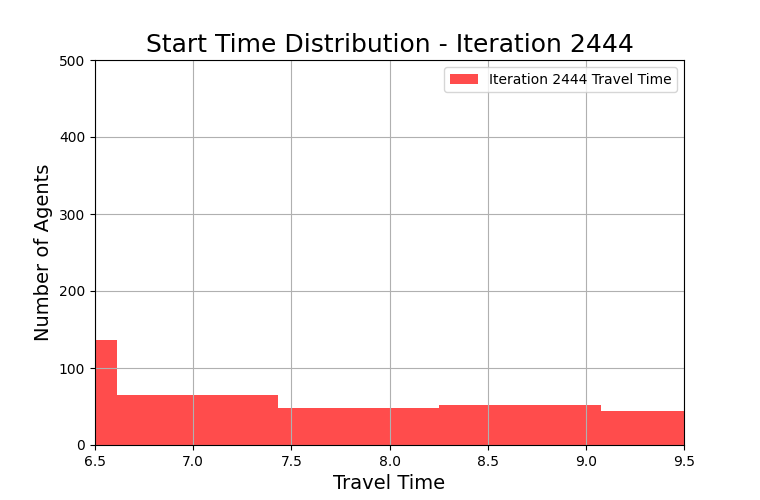 Start Time Distribution - Iteration 2444
Iteration 2444 Travel Time
Number of Agents
500
400
300
200
100
0
6.5 7.0 7.5 8.0 8.5 9.0 9.5
Travel Time